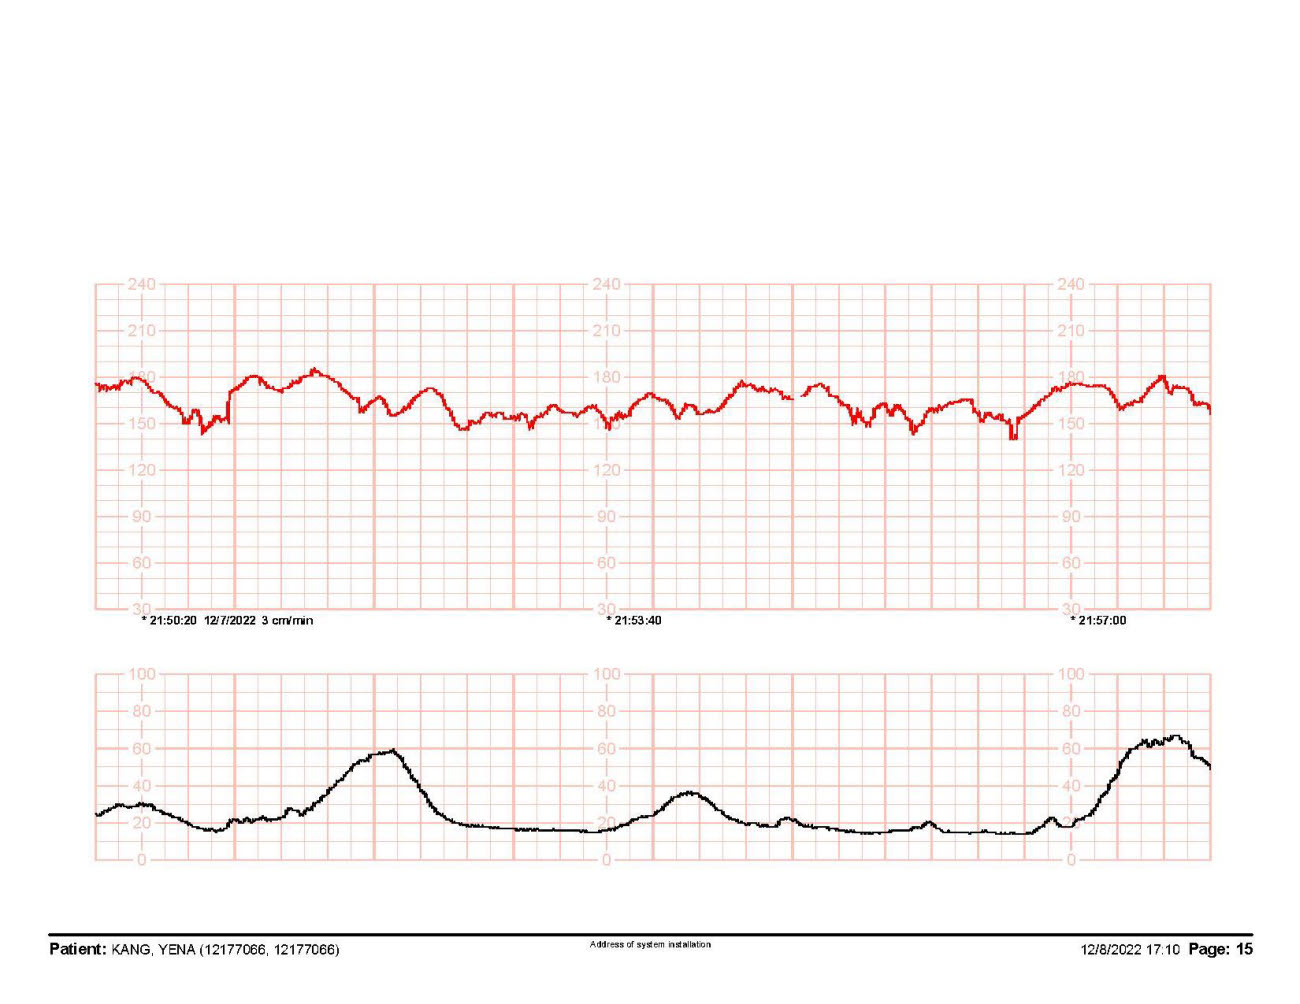 240 240 240
210 210 210
180 180 180
150 150 150
120 120 120
90 90 90
60 60 60
30 30 30
* 21:50:20 12/7/2022 3 cm/min * 21:53:40 * 21:57:00
100 100 100
80 80 80
60 60 60
40 40 40
20 20 20
0 0 0
Patient: KANG, YENA (12177066, 12177066) Address of system installation 12/8/2022 17:10 Page: 15